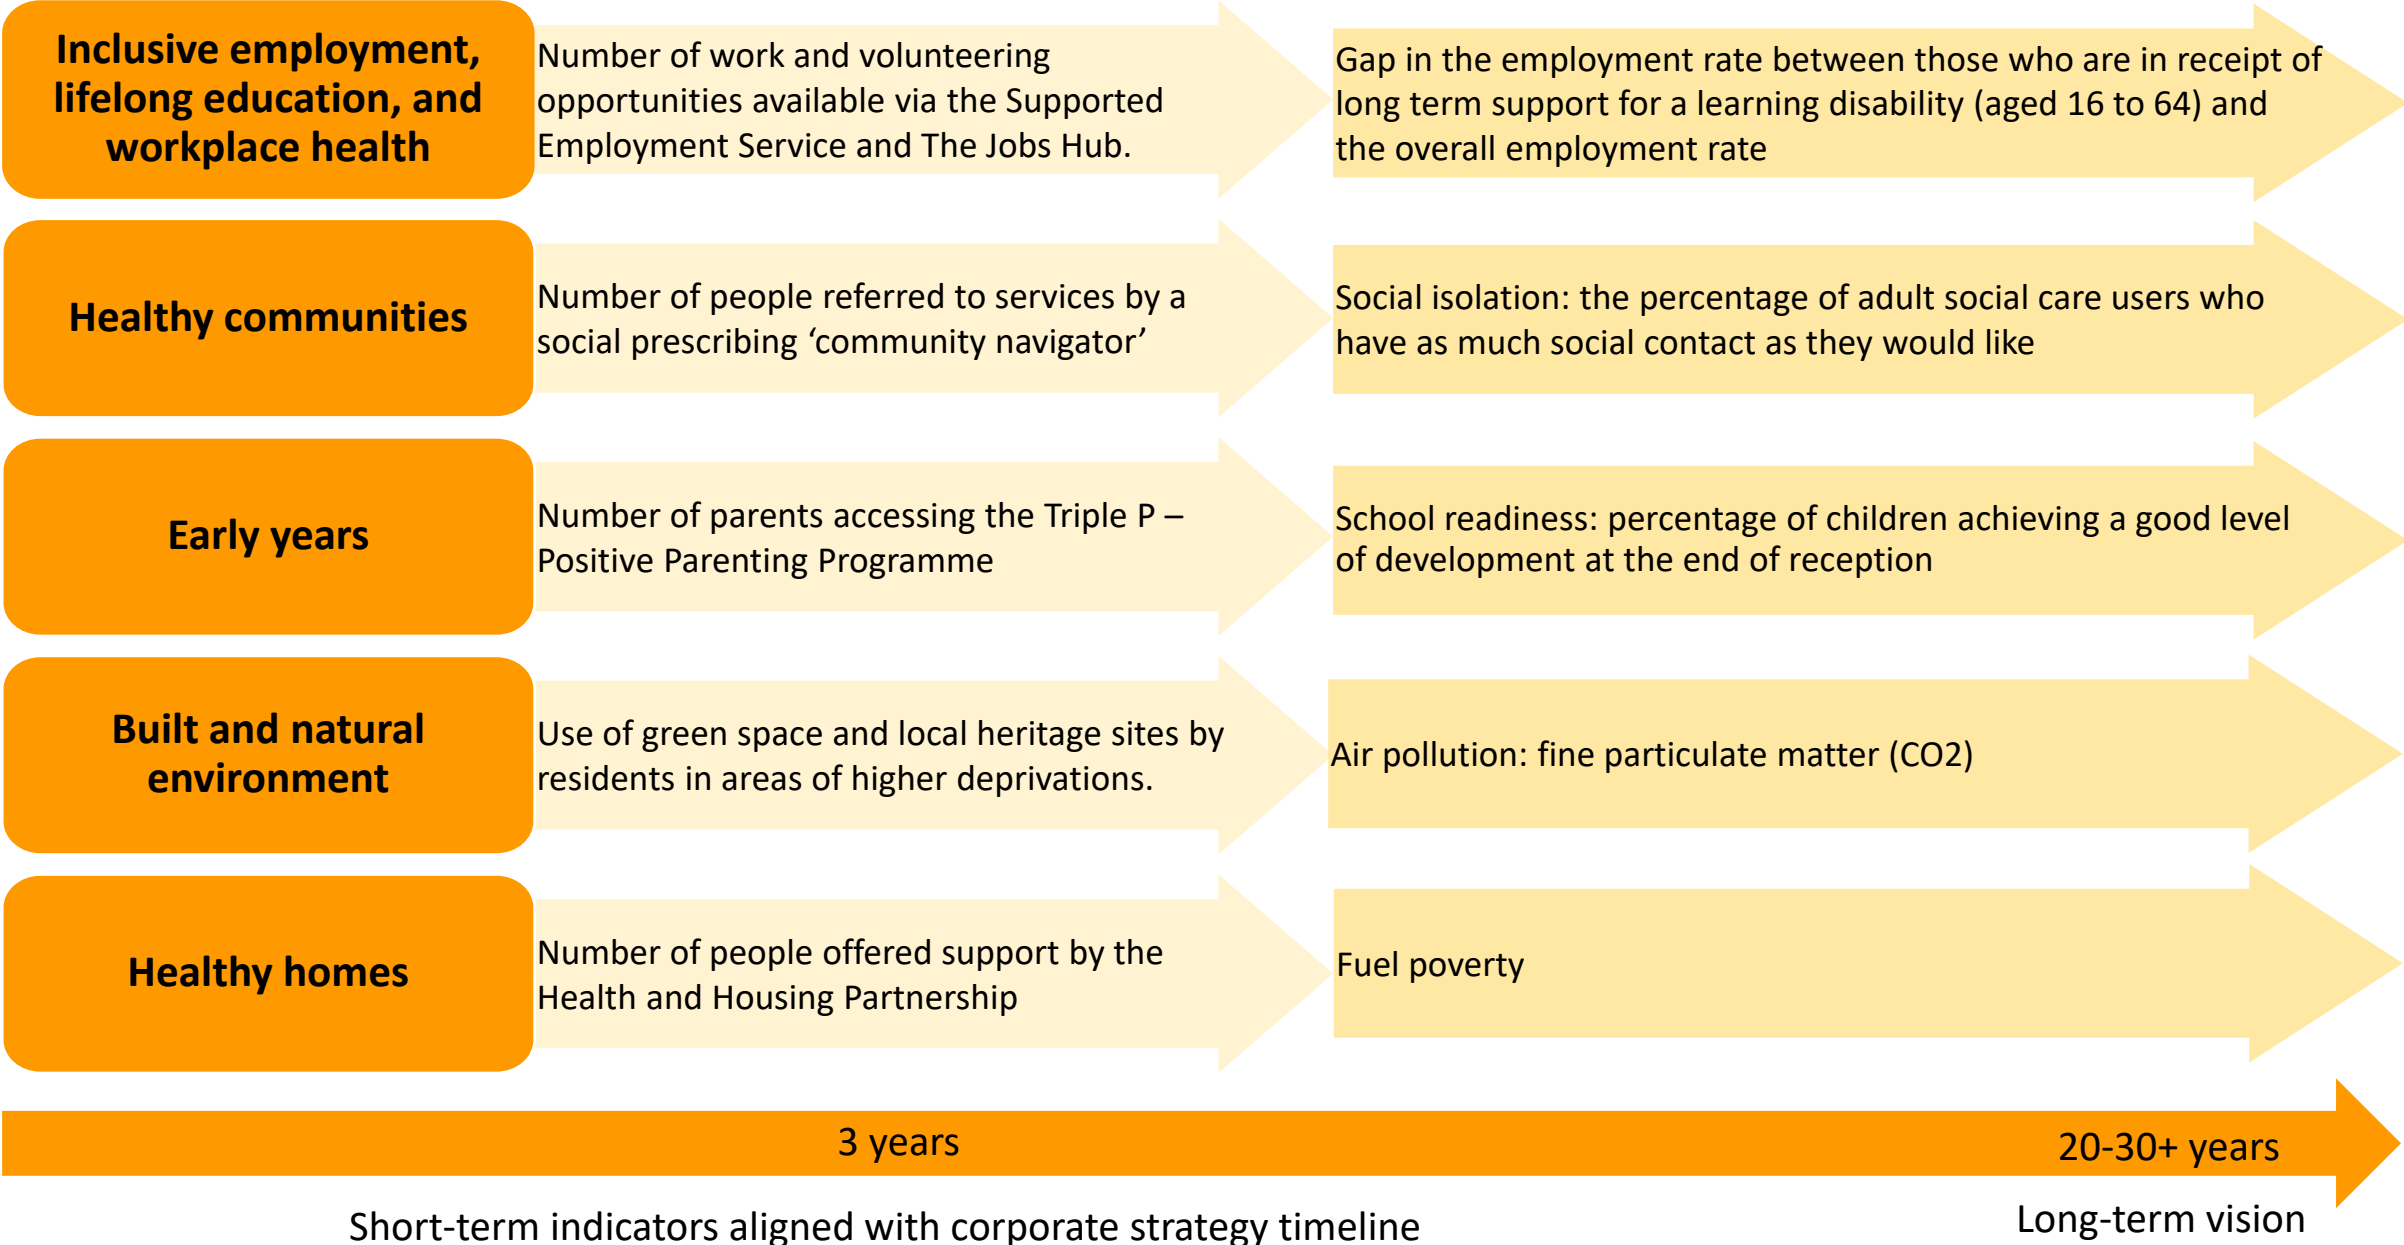 Inclusive employment,
lifelong education, and
workplace health
Number of work and volunteering
opportunities available via the Supported
Employment Service and The Jobs Hub.
Gap in the employment rate between those who are in receipt of
long term support for a learning disability (aged 16 to 64) and
the overall employment rate
Healthy communities
Number of people referred to services by a
social prescribing ‘community navigator’
Social isolation: the percentage of adult social care users who
have as much social contact as they would like
Early years
Number of parents accessing the Triple P –
Positive Parenting Programme
School readiness: percentage of children achieving a good level
of development at the end of reception
Built and natural
environment
Use of green space and local heritage sites by
residents in areas of higher deprivations.
Air pollution: fine particulate matter (CO2)
Healthy homes
Number of people offered support by the
Health and Housing Partnership
Fuel poverty
3 years
20-30+ years
Short-term indicators aligned with corporate strategy timeline
Long-term vision